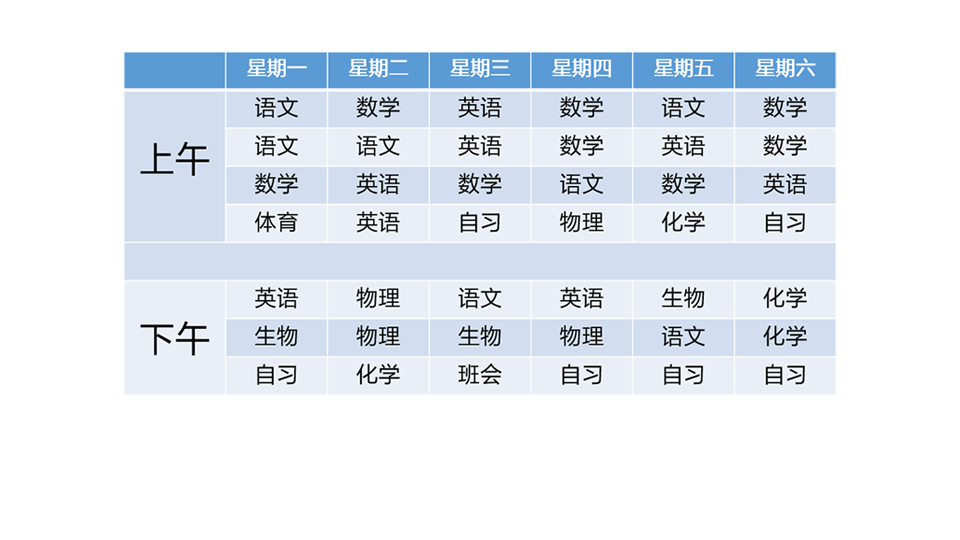 星期一 星期二 星期三 星期四 星期五 星期六
上午
语文 数学 英语 数学 语文 数学
语文 语文 英语 数学 英语 数学
数学 英语 数学 语文 数学 英语
体育 英语 自习 物理 化学 自习
下午
英语 物理 语文 英语 生物 化学
生物 物理 生物 物理 语文 化学
自习 化学 班会 自习 自习 自习